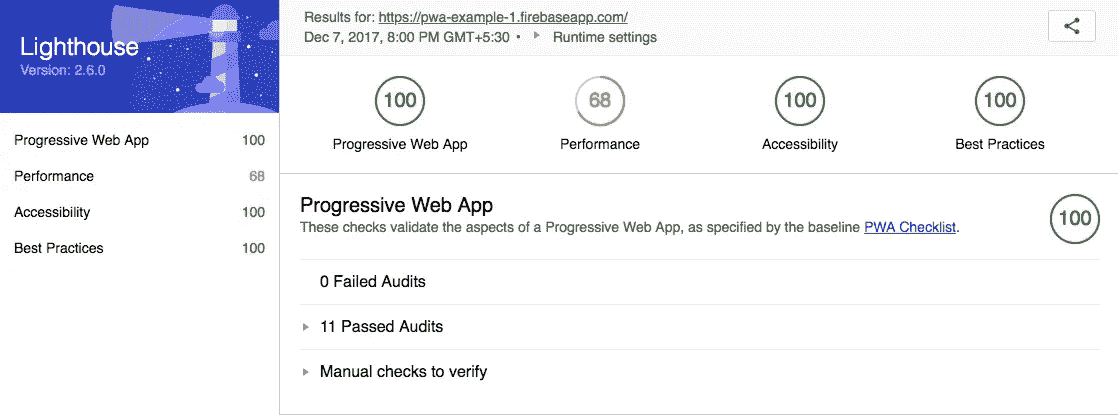 Lighthouse
Version: 2.6.0
Progressive Web App 100
Performance 68
Accessibility 100
Best Practices 100
Results for: https://pwa-example-1.firebaseapp.com/
Dec 7, 2017, 8:00 PM GMT+5:30 • Runtime settings
100 68 100 100
Progressive Web App Performance Accessibility Best Practices
Progressive Web App
These checks validate the aspects of a Progressive Web App, as specified by the baseline PWA Checklist.
100
0 Failed Audits
11 Passed Audits
Manual checks to verify